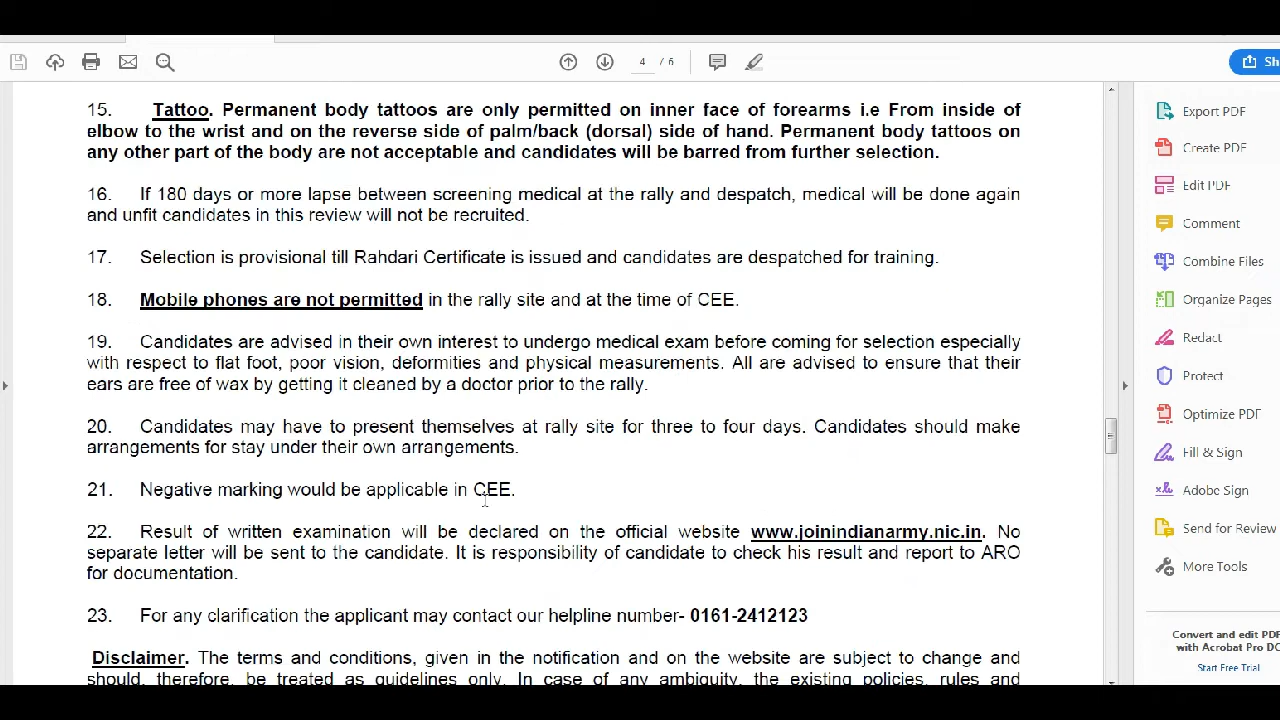 4 / 6
Sh
15. Tattoo. Permanent body tattoos are only permitted on inner face of forearms i.e From inside of
elbow to the wrist and on the reverse side of palm/back (dorsal) side of hand. Permanent body tattoos on
any other part of the body are not acceptable and candidates will be barred from further selection.
16. If 180 days or more lapse between screening medical at the rally and despatch, medical will be done again
and unfit candidates in this review will not be recruited.
17. Selection is provisional till Rahdari Certificate is issued and candidates are despatched for training.
18. Mobile phones are not permitted in the rally site and at the time of CEE.
19. Candidates are advised in their own interest to undergo medical exam before coming for selection especially
with respect to flat foot, poor vision, deformities and physical measurements. All are advised to ensure that their
ears are free of wax by getting it cleaned by a doctor prior to the rally.
20. Candidates may have to present themselves at rally site for three to four days. Candidates should make
arrangements for stay under their own arrangements.
21. Negative marking would be applicable in CEE.
22. Result of written examination will be declared on the official website www.joinindianarmy.nic.in. No
separate letter will be sent to the candidate. It is responsibility of candidate to check his result and report to ARO
for documentation.
23. For any clarification the applicant may contact our helpline number- 0161-2412123
Disclaimer. The terms and conditions, given in the notification and on the website are subject to change and
should, therefore, be treated as guidelines only. In case of any ambiguity, the existing policies, rules and
Export PDF
Create PDF
Edit PDF
Comment
Combine Files
Organize Pages
Redact
Protect
Optimize PDF
Fill & Sign
Adobe Sign
Send for Review
More Tools
Convert and edit PDF
with Acrobat Pro DC
Start Free Trial